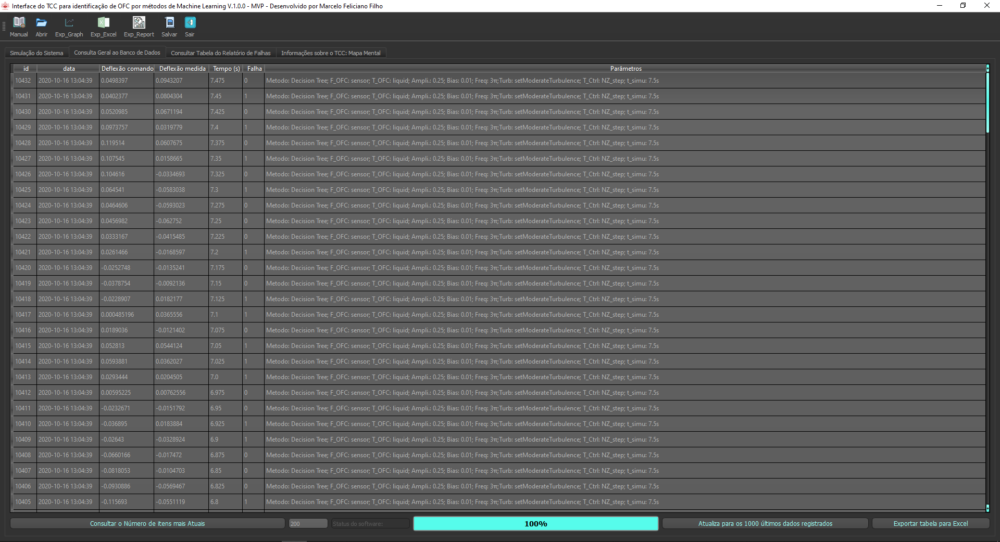 Interface do TCC para identificação de OFC por métodos de Machine Learning V.1.0.0 - MVP - Desenvolvido por Marcelo Feliciano Filho
Manual Abrir Exp_Graph Exp_Excel Exp_Report Salvar Sair
Simulação do Sistema Consulta Geral ao Banco de Dados Consultar Tabela do Relatório de Falhas Informações sobre o TCC: Mapa Mental
id data Deflexão comando Deflexão medida Tempo (s) Falha Parâmetros
10432 2020-10-16 13:04:39 0.0498397 0.0943207 7.475 0 Metodo: Decision Tree; F_OFC: sensor; T_OFC: liquid; Ampli.: 0.25; Bias: 0.01; Freq: 3π;Turb: setModerateTurbulence; T_Ctrl: NZ_step; t_simu: 7.5s
10431 2020-10-16 13:04:39 0.0402377 0.0804304 7.45 1 Metodo: Decision Tree; F_OFC: sensor; T_OFC: liquid; Ampli.: 0.25; Bias: 0.01; Freq: 3π;Turb: setModerateTurbulence; T_Ctrl: NZ_step; t_simu: 7.5s
10430 2020-10-16 13:04:39 0.0520985 0.0671194 7.425 0 Metodo: Decision Tree; F_OFC: sensor; T_OFC: liquid; Ampli.: 0.25; Bias: 0.01; Freq: 3π;Turb: setModerateTurbulence; T_Ctrl: NZ_step; t_simu: 7.5s
10429 2020-10-16 13:04:39 0.0973757 0.0319779 7.4 1 Metodo: Decision Tree; F_OFC: sensor; T_OFC: liquid; Ampli.: 0.25; Bias: 0.01; Freq: 3π;Turb: setModerateTurbulence; T_Ctrl: NZ_step; t_simu: 7.5s
10428 2020-10-16 13:04:39 0.119514 0.0607675 7.375 0 Metodo: Decision Tree; F_OFC: sensor; T_OFC: liquid; Ampli.: 0.25; Bias: 0.01; Freq: 3π;Turb: setModerateTurbulence; T_Ctrl: NZ_step; t_simu: 7.5s
10427 2020-10-16 13:04:39 0.107545 0.0158665 7.35 1 Metodo: Decision Tree; F_OFC: sensor; T_OFC: liquid; Ampli.: 0.25; Bias: 0.01; Freq: 3π;Turb: setModerateTurbulence; T_Ctrl: NZ_step; t_simu: 7.5s
10426 2020-10-16 13:04:39 0.104616 -0.0334693 7.325 0 Metodo: Decision Tree; F_OFC: sensor; T_OFC: liquid; Ampli.: 0.25; Bias: 0.01; Freq: 3π;Turb: setModerateTurbulence; T_Ctrl: NZ_step; t_simu: 7.5s
10425 2020-10-16 13:04:39 0.064541 -0.0583038 7.3 1 Metodo: Decision Tree; F_OFC: sensor; T_OFC: liquid; Ampli.: 0.25; Bias: 0.01; Freq: 3π;Turb: setModerateTurbulence; T_Ctrl: NZ_step; t_simu: 7.5s
10424 2020-10-16 13:04:39 0.0464606 -0.0593023 7.275 0 Metodo: Decision Tree; F_OFC: sensor; T_OFC: liquid; Ampli.: 0.25; Bias: 0.01; Freq: 3π;Turb: setModerateTurbulence; T_Ctrl: NZ_step; t_simu: 7.5s
10423 2020-10-16 13:04:39 0.0456982 -0.062752 7.25 0 Metodo: Decision Tree; F_OFC: sensor; T_OFC: liquid; Ampli.: 0.25; Bias: 0.01; Freq: 3π;Turb: setModerateTurbulence; T_Ctrl: NZ_step; t_simu: 7.5s
10422 2020-10-16 13:04:39 0.0333167 -0.0415485 7.225 0 Metodo: Decision Tree; F_OFC: sensor; T_OFC: liquid; Ampli.: 0.25; Bias: 0.01; Freq: 3π;Turb: setModerateTurbulence; T_Ctrl: NZ_step; t_simu: 7.5s
10421 2020-10-16 13:04:39 0.0261466 -0.0168597 7.2 1 Metodo: Decision Tree; F_OFC: sensor; T_OFC: liquid; Ampli.: 0.25; Bias: 0.01; Freq: 3π;Turb: setModerateTurbulence; T_Ctrl: NZ_step; t_simu: 7.5s
10420 2020-10-16 13:04:39 -0.0252748 -0.0135241 7.175 0 Metodo: Decision Tree; F_OFC: sensor; T_OFC: liquid; Ampli.: 0.25; Bias: 0.01; Freq: 3π;Turb: setModerateTurbulence; T_Ctrl: NZ_step; t_simu: 7.5s
10419 2020-10-16 13:04:39 -0.0378754 -0.0092136 7.15 0 Metodo: Decision Tree; F_OFC: sensor; T_OFC: liquid; Ampli.: 0.25; Bias: 0.01; Freq: 3π;Turb: setModerateTurbulence; T_Ctrl: NZ_step; t_simu: 7.5s
10418 2020-10-16 13:04:39 -0.0228907 0.0182177 7.125 1 Metodo: Decision Tree; F_OFC: sensor; T_OFC: liquid; Ampli.: 0.25; Bias: 0.01; Freq: 3π;Turb: setModerateTurbulence; T_Ctrl: NZ_step; t_simu: 7.5s
10417 2020-10-16 13:04:39 0.000485196 0.0365556 7.1 1 Metodo: Decision Tree; F_OFC: sensor; T_OFC: liquid; Ampli.: 0.25; Bias: 0.01; Freq: 3π;Turb: setModerateTurbulence; T_Ctrl: NZ_step; t_simu: 7.5s
10416 2020-10-16 13:04:39 0.0189036 -0.0121402 7.075 0 Metodo: Decision Tree; F_OFC: sensor; T_OFC: liquid; Ampli.: 0.25; Bias: 0.01; Freq: 3π;Turb: setModerateTurbulence; T_Ctrl: NZ_step; t_simu: 7.5s
10415 2020-10-16 13:04:39 0.052813 0.0544124 7.05 1 Metodo: Decision Tree; F_OFC: sensor; T_OFC: liquid; Ampli.: 0.25; Bias: 0.01; Freq: 3π;Turb: setModerateTurbulence; T_Ctrl: NZ_step; t_simu: 7.5s
10414 2020-10-16 13:04:39 0.0593881 0.0362027 7.025 1 Metodo: Decision Tree; F_OFC: sensor; T_OFC: liquid; Ampli.: 0.25; Bias: 0.01; Freq: 3π;Turb: setModerateTurbulence; T_Ctrl: NZ_step; t_simu: 7.5s
10413 2020-10-16 13:04:39 0.0293444 0.0204505 7.0 1 Metodo: Decision Tree; F_OFC: sensor; T_OFC: liquid; Ampli.: 0.25; Bias: 0.01; Freq: 3π;Turb: setModerateTurbulence; T_Ctrl: NZ_step; t_simu: 7.5s
10412 2020-10-16 13:04:39 0.00595225 0.00762556 6.975 0 Metodo: Decision Tree; F_OFC: sensor; T_OFC: liquid; Ampli.: 0.25; Bias: 0.01; Freq: 3π;Turb: setModerateTurbulence; T_Ctrl: NZ_step; t_simu: 7.5s
10411 2020-10-16 13:04:39 -0.0232671 -0.0151792 6.95 0 Metodo: Decision Tree; F_OFC: sensor; T_OFC: liquid; Ampli.: 0.25; Bias: 0.01; Freq: 3π;Turb: setModerateTurbulence; T_Ctrl: NZ_step; t_simu: 7.5s
10410 2020-10-16 13:04:39 -0.036895 0.0183884 6.925 1 Metodo: Decision Tree; F_OFC: sensor; T_OFC: liquid; Ampli.: 0.25; Bias: 0.01; Freq: 3π;Turb: setModerateTurbulence; T_Ctrl: NZ_step; t_simu: 7.5s
10409 2020-10-16 13:04:39 -0.02643 -0.0328924 6.9 1 Metodo: Decision Tree; F_OFC: sensor; T_OFC: liquid; Ampli.: 0.25; Bias: 0.01; Freq: 3π;Turb: setModerateTurbulence; T_Ctrl: NZ_step; t_simu: 7.5s
10408 2020-10-16 13:04:39 -0.0660166 -0.017472 6.875 0 Metodo: Decision Tree; F_OFC: sensor; T_OFC: liquid; Ampli.: 0.25; Bias: 0.01; Freq: 3π;Turb: setModerateTurbulence; T_Ctrl: NZ_step; t_simu: 7.5s
10407 2020-10-16 13:04:39 -0.0818053 -0.0104703 6.85 0 Metodo: Decision Tree; F_OFC: sensor; T_OFC: liquid; Ampli.: 0.25; Bias: 0.01; Freq: 3π;Turb: setModerateTurbulence; T_Ctrl: NZ_step; t_simu: 7.5s
10406 2020-10-16 13:04:39 -0.0930886 -0.0569467 6.825 0 Metodo: Decision Tree; F_OFC: sensor; T_OFC: liquid; Ampli.: 0.25; Bias: 0.01; Freq: 3π;Turb: setModerateTurbulence; T_Ctrl: NZ_step; t_simu: 7.5s
10405 2020-10-16 13:04:39 -0.115693 -0.0551119 6.8 1 Metodo: Decision Tree; F_OFC: sensor; T_OFC: liquid; Ampli.: 0.25; Bias: 0.01; Freq: 3π;Turb: setModerateTurbulence; T_Ctrl: NZ_step; t_simu: 7.5s
Consultar o Número de itens mais Atuais 200 Status do software: 100% Atualiza para os 1000 últimos dados registrados Exportar tabela para Excel